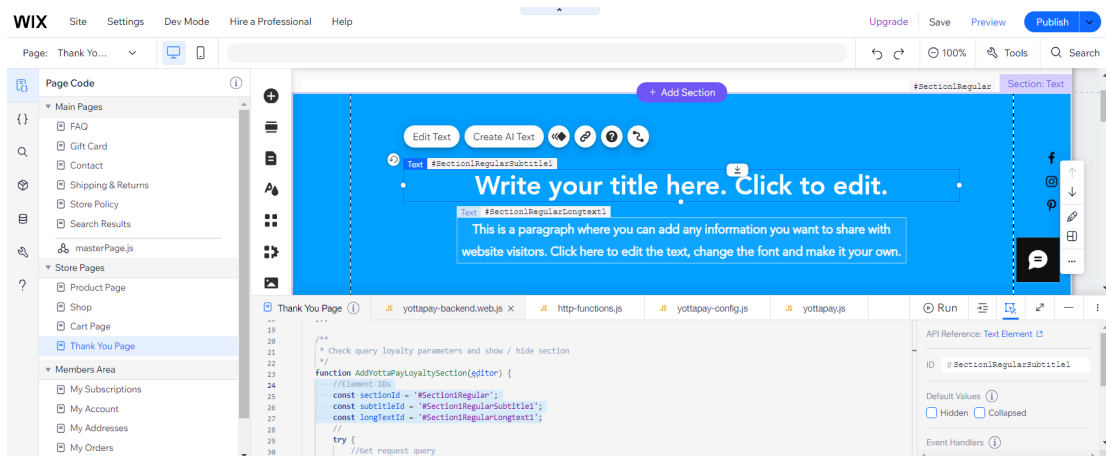 WIX Site Settings Dev Mode Hire a Professional Help Upgrade Save Preview Publish
Page: Thank Yo... 100% Tools Search
Page Code
Main Pages
FAQ
Gift Card
Contact
Shipping & Returns
Store Policy
Search Results
masterPage.js
Store Pages
Product Page
Shop
Cart Page
Thank You Page
Members Area
My Subscriptions
My Account
My Addresses
My Orders
+ Add Section
#Section1Regular Section: Text
Edit Text Create AI Text
Text #Section1RegularSubtitle1
Write your title here. Click to edit.
Text #Section1RegularLongtext1
This is a paragraph where you can add any information you want to share with
website visitors. Click here to edit the text, change the font and make it your own.
Thank You Page JS yottapay-backend.web.js JS http-functions.js JS yottapay-config.js JS yottapay.js Run
19
20 /**
21 * Check query loyalty parameters and show / hide section
22 */
23 function AddYottaPayLoyaltySection(editor) {
24 //Element IDs
25 const sectionId = '#Section1Regular';
26 const subtitleId = '#Section1RegularSubtitle1';
27 const longTextId = '#Section1RegularLongtext1';
28 //
29 try {
30 //Get request query
API Reference: Text Element
ID # Section1RegularSubtitle1
Default Values
Hidden Collapsed
Event Handlers